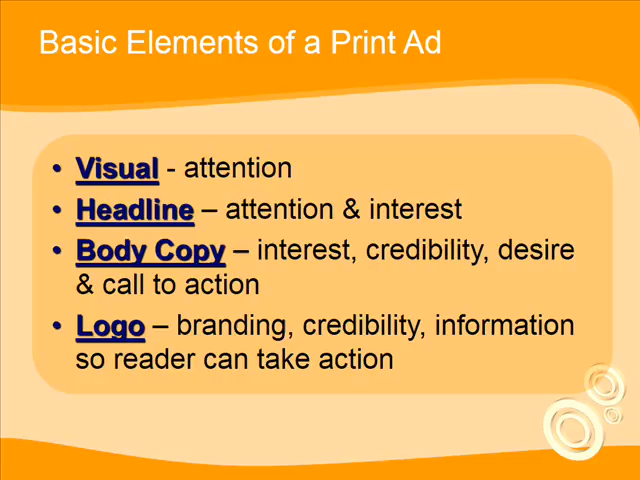 Basic Elements of a Print Ad
• Visual - attention
• Headline – attention & interest
• Body Copy – interest, credibility, desire
& call to action
• Logo – branding, credibility, information
so reader can take action